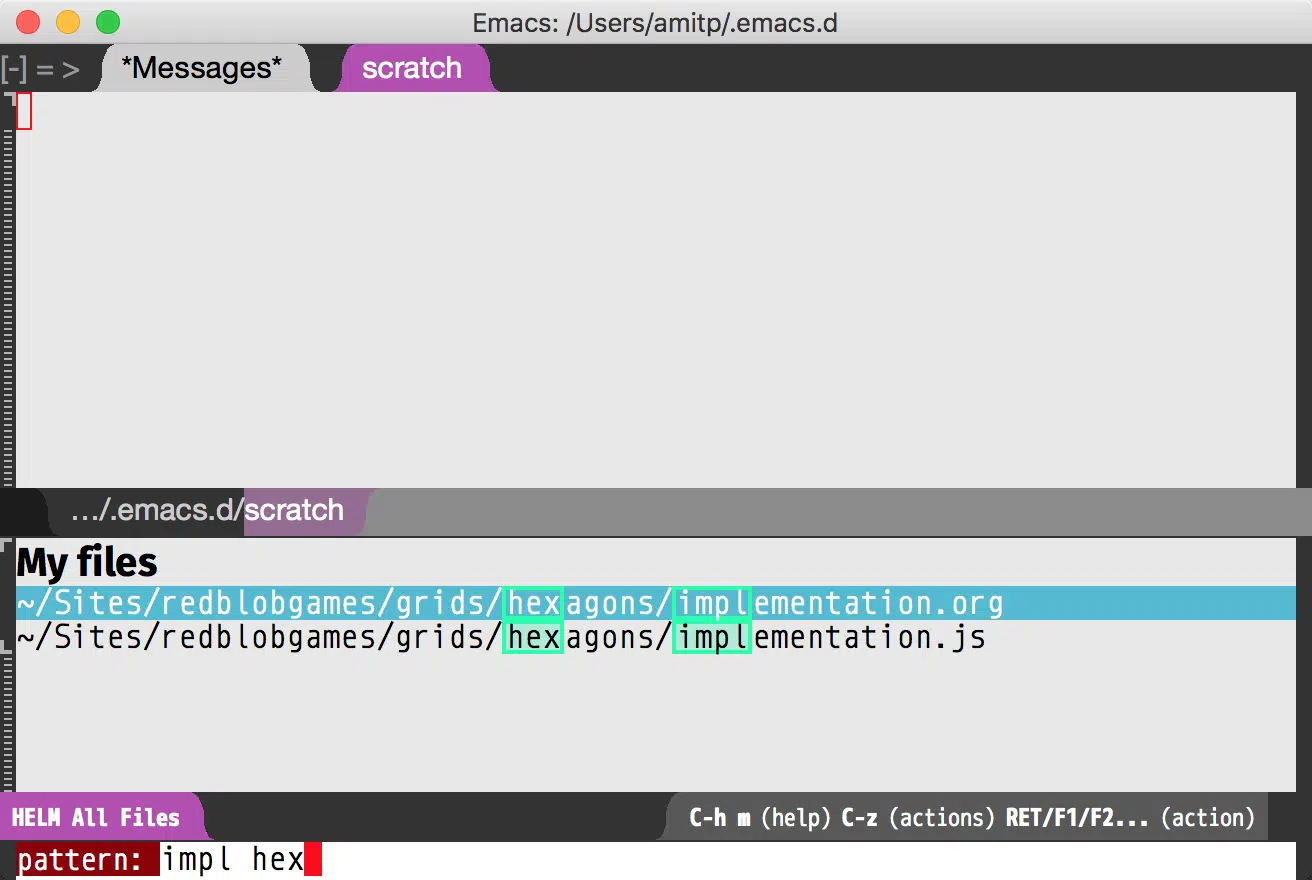 Emacs: /Users/amitp/.emacs.d
[-] = > *Messages* scratch
.../.emacs.d/scratch
My files
~/Sites/redblobgames/grids/hexagons/implementation.org
~/Sites/redblobgames/grids/hexagons/implementation.js
HELM All Files C-h m (help) C-z (actions) RET/F1/F2... (action)
pattern: impl hex